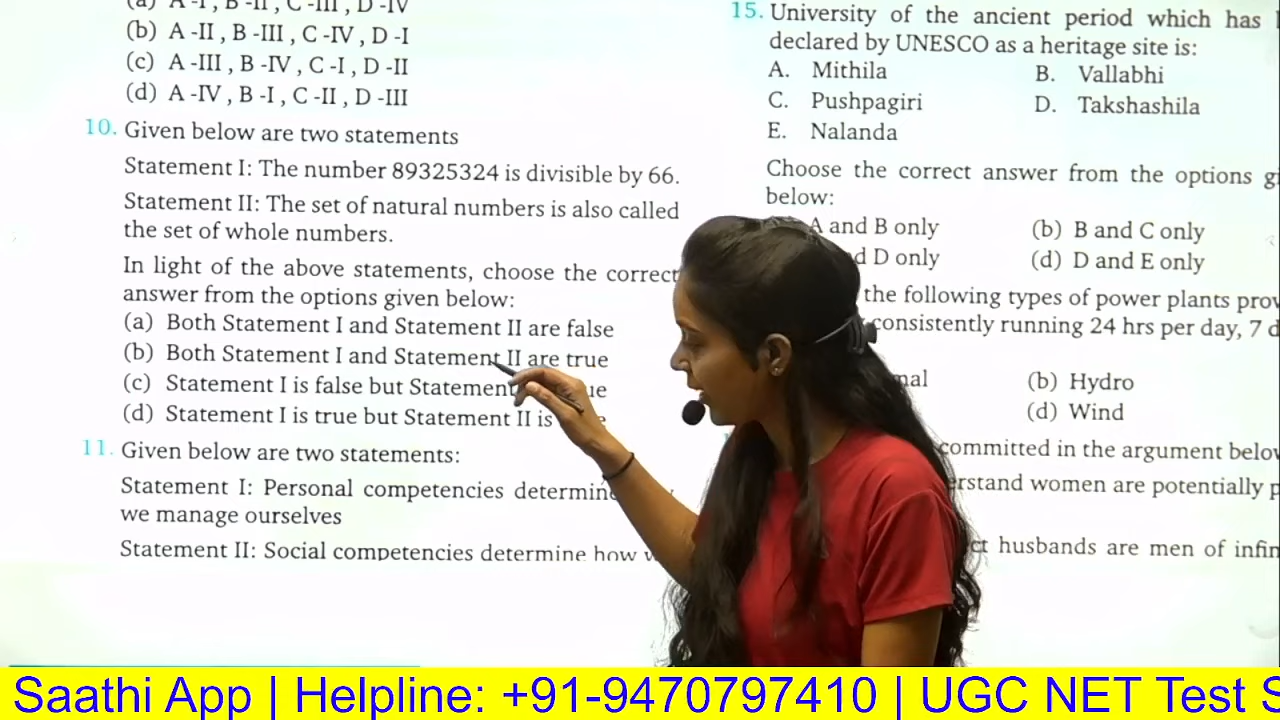 (a) A -I , B -II , C -III , D -IV
(b) A -II , B -III , C -IV , D -I
(c) A -III , B -IV , C -I , D -II
(d) A -IV , B -I , C -II , D -III
10. Given below are two statements
Statement I: The number 89325324 is divisible by 66.
Statement II: The set of natural numbers is also called
the set of whole numbers.
In light of the above statements, choose the correct
answer from the options given below:
(a) Both Statement I and Statement II are false
(b) Both Statement I and Statement II are true
(c) Statement I is false but Statement
(d) Statement I is true but Statement II is
11. Given below are two statements:
Statement I: Personal competencies
we manage ourselves
Statement II: Social competencies determine how
15. University of the ancient period which has
declared by UNESCO as a heritage site is:
A. Mithila B. Vallabhi
C. Pushpagiri D. Takshashila
E. Nalanda
Choose the correct answer from the options
below:
A and B only (b) B and C only
D only (d) D and E only
the following types of power plants
consistently running 24 hrs per day, 7
(b) Hydro
(d) Wind
committed in the argument
women are potentially
husbands are men of
Saathi App | Helpline: +91-9470797410 | UGC NET Test S